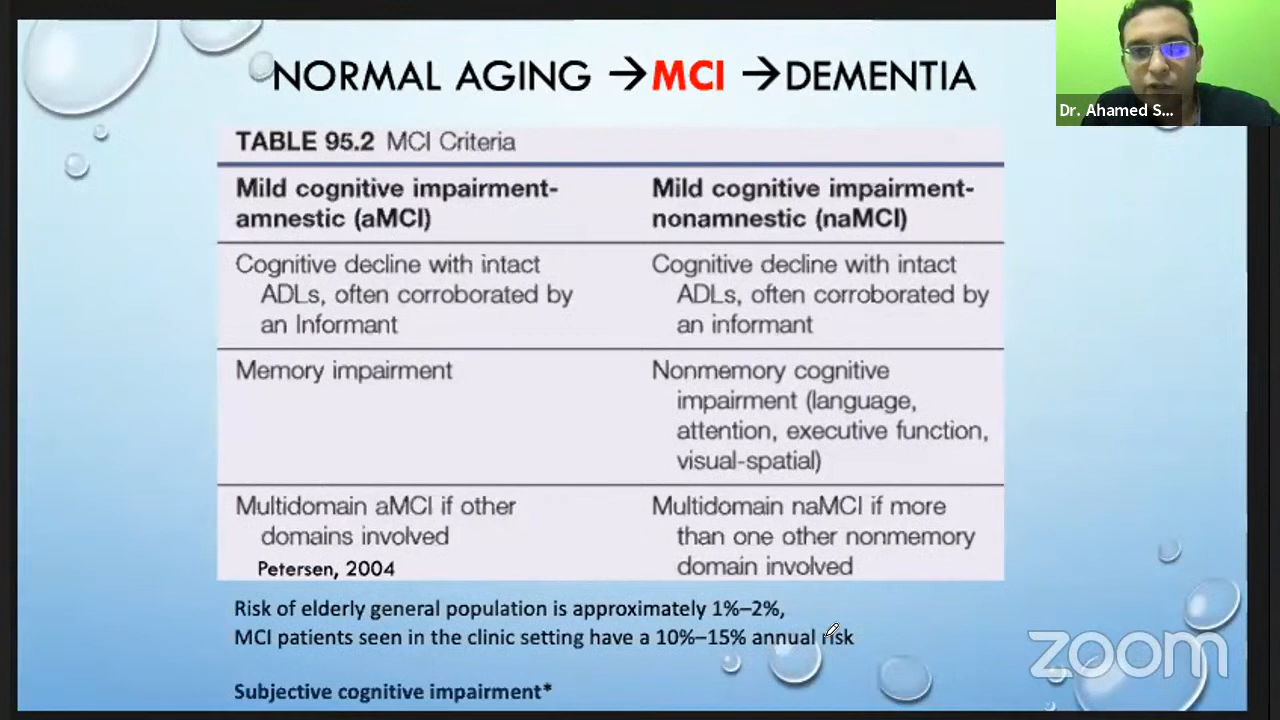 NORMAL AGING →MCI →DEMENTIA
Dr. Ahamed S...
TABLE 95.2 MCI Criteria
Mild cognitive impairment-
amnestic (aMCI)
Mild cognitive impairment-
nonamnestic (naMCI)
Cognitive decline with intact
ADLs, often corroborated by
an Informant
Cognitive decline with intact
ADLs, often corroborated by
an informant
Memory impairment
Nonmemory cognitive
impairment (language,
attention, executive function,
visual-spatial)
Multidomain aMCI if other
domains involved
Petersen, 2004
Multidomain naMCI if more
than one other nonmemory
domain involved
Risk of elderly general population is approximately 1%–2%,
MCI patients seen in the clinic setting have a 10%–15% annual risk
Subjective cognitive impairment*
zoom